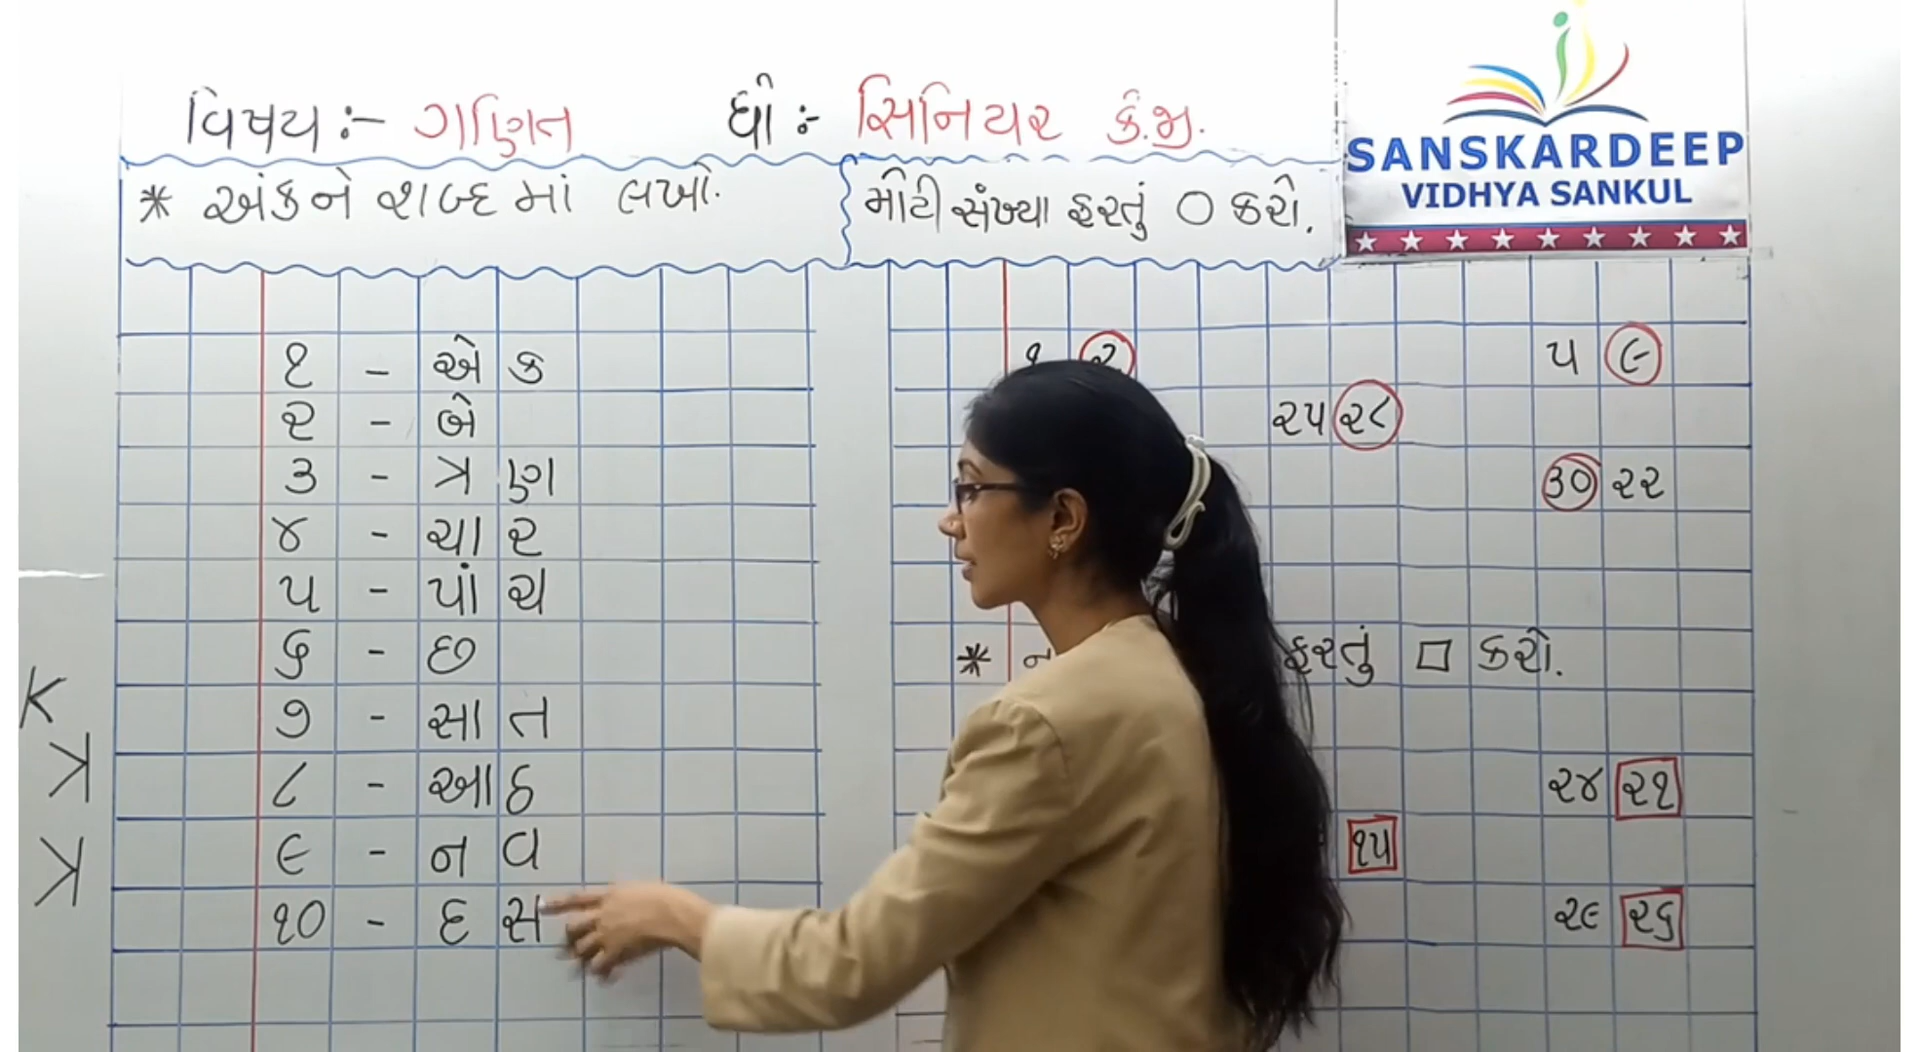 વિષય :- ગણિત ધો :- સિનિયર કે.જી.
SANSKARDEEP
VIDHYA SANKUL
* અંકને શબ્દમાં લખો.
૧ - એક
૨ - બે
૩ - ત્રણ
૪ - ચાર
૫ - પાંચ
૬ - છ
૭ - સાત
૮ - આઠ
૯ - નવ
૧૦ - દસ
મોટી સંખ્યા ફરતું ○ કરો.
૧ ૨ ૫ ૯
૨૫ ૨૮
૩૦ ૨૨
* ફરતું □ કરો.
૨૪ ૨૧
૧૫
૨૯ ૨૬
K
K
K